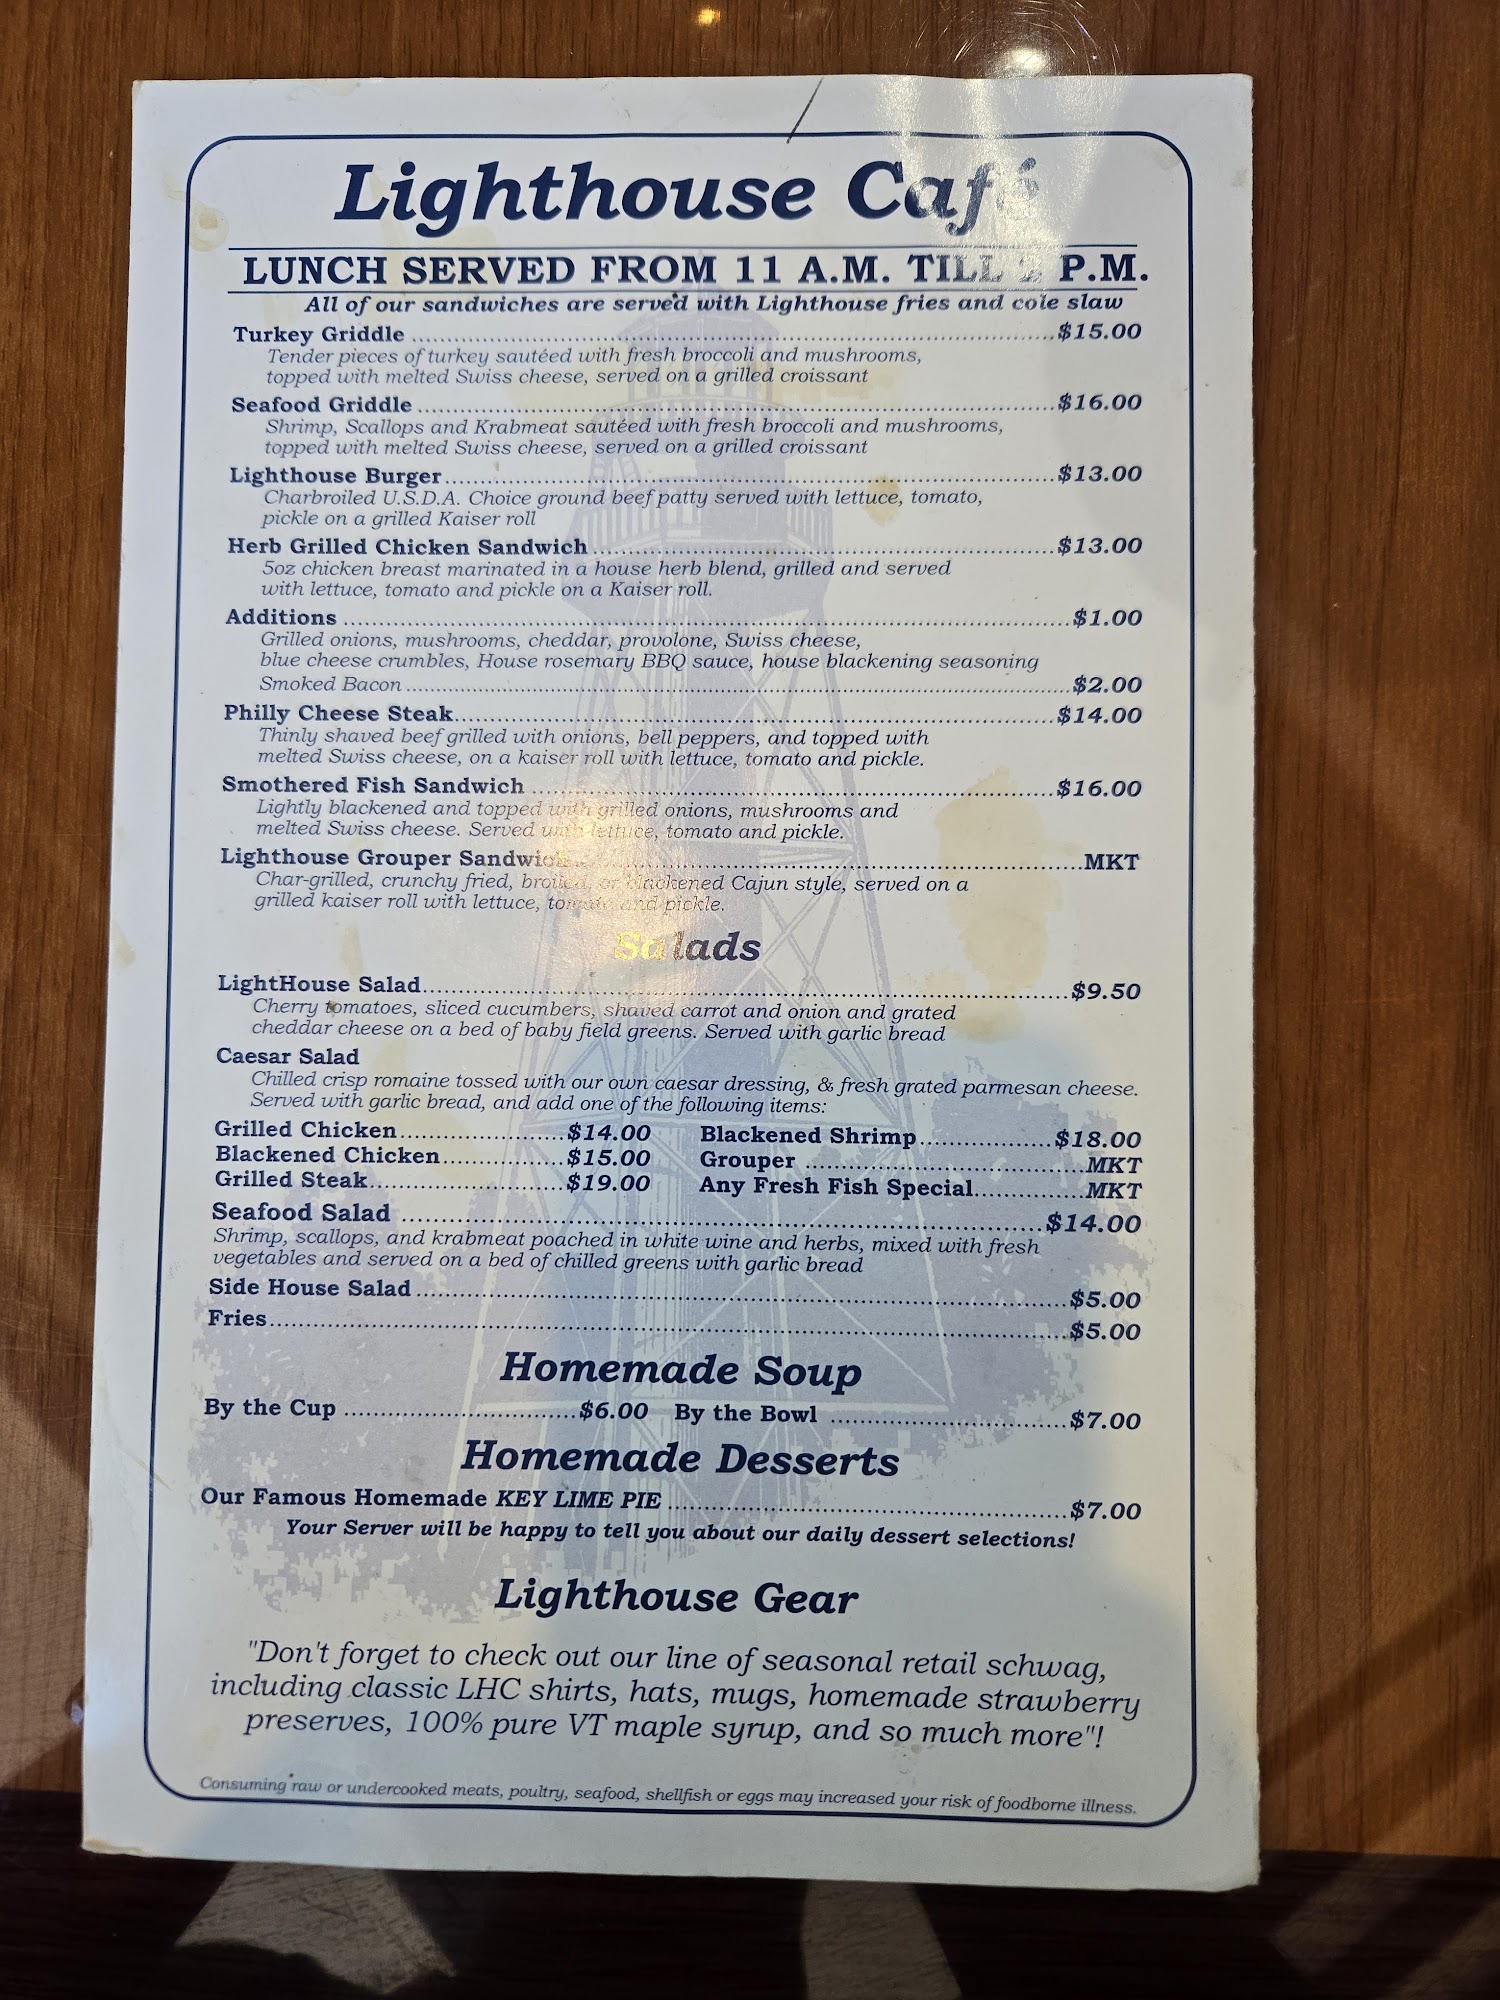 Lighthouse Café
LUNCH SERVED FROM 11 A.M. TILL 2 P.M.
All of our sandwiches are served with Lighthouse fries and cole slaw
Turkey Griddle ........ $15.00
Tender pieces of turkey sautéed with fresh broccoli and mushrooms,
topped with melted Swiss cheese, served on a grilled croissant
Seafood Griddle ........ $16.00
Shrimp, Scallops and Krabmeat sautéed with fresh broccoli and mushrooms,
topped with melted Swiss cheese, served on a grilled croissant
Lighthouse Burger ........ $13.00
Charbroiled U.S.D.A. Choice ground beef patty served with lettuce, tomato,
pickle on a grilled Kaiser roll
Herb Grilled Chicken Sandwich ........ $13.00
5oz chicken breast marinated in a house herb blend, grilled and served
with lettuce, tomato and pickle on a Kaiser roll.
Additions ........ $1.00
Grilled onions, mushrooms, cheddar, provolone, Swiss cheese,
blue cheese crumbles, House rosemary BBQ sauce, house blackening seasoning
Smoked Bacon ........ $2.00
Philly Cheese Steak ........ $14.00
Thinly shaved beef grilled with onions, bell peppers, and topped with
melted Swiss cheese, on a kaiser roll with lettuce, tomato and pickle.
Smothered Fish Sandwich ........ $16.00
Lightly blackened and topped with grilled onions, mushrooms and
melted Swiss cheese. Served with lettuce, tomato and pickle.
Lighthouse Grouper Sandwich ........ MKT
Char-grilled, crunchy fried, broiled, or blackened Cajun style, served on a
grilled kaiser roll with lettuce, tomato and pickle.
Salads
LightHouse Salad ........ $9.50
Cherry tomatoes, sliced cucumbers, shaved carrot and onion and grated
cheddar cheese on a bed of baby field greens. Served with garlic bread
Caesar Salad
Chilled crisp romaine tossed with our own caesar dressing, & fresh grated parmesan cheese.
Served with garlic bread, and add one of the following items:
Grilled Chicken ........ $14.00 Blackened Shrimp ........ $18.00
Blackened Chicken ........ $15.00 Grouper ........ MKT
Grilled Steak ........ $19.00 Any Fresh Fish Special ........ MKT
Seafood Salad ........ $14.00
Shrimp, scallops, and krabmeat poached in white wine and herbs, mixed with fresh
vegetables and served on a bed of chilled greens with garlic bread
Side House Salad ........ $5.00
Fries ........ $5.00
Homemade Soup
By the Cup ........ $6.00 By the Bowl ........ $7.00
Homemade Desserts
Our Famous Homemade KEY LIME PIE ........ $7.00
Your Server will be happy to tell you about our daily dessert selections!
Lighthouse Gear
"Don't forget to check out our line of seasonal retail schwag,
including classic LHC shirts, hats, mugs, homemade strawberry
preserves, 100% pure VT maple syrup, and so much more"!
Consuming raw or undercooked meats, poultry, seafood, shellfish or eggs may increased your risk of foodborne illness.